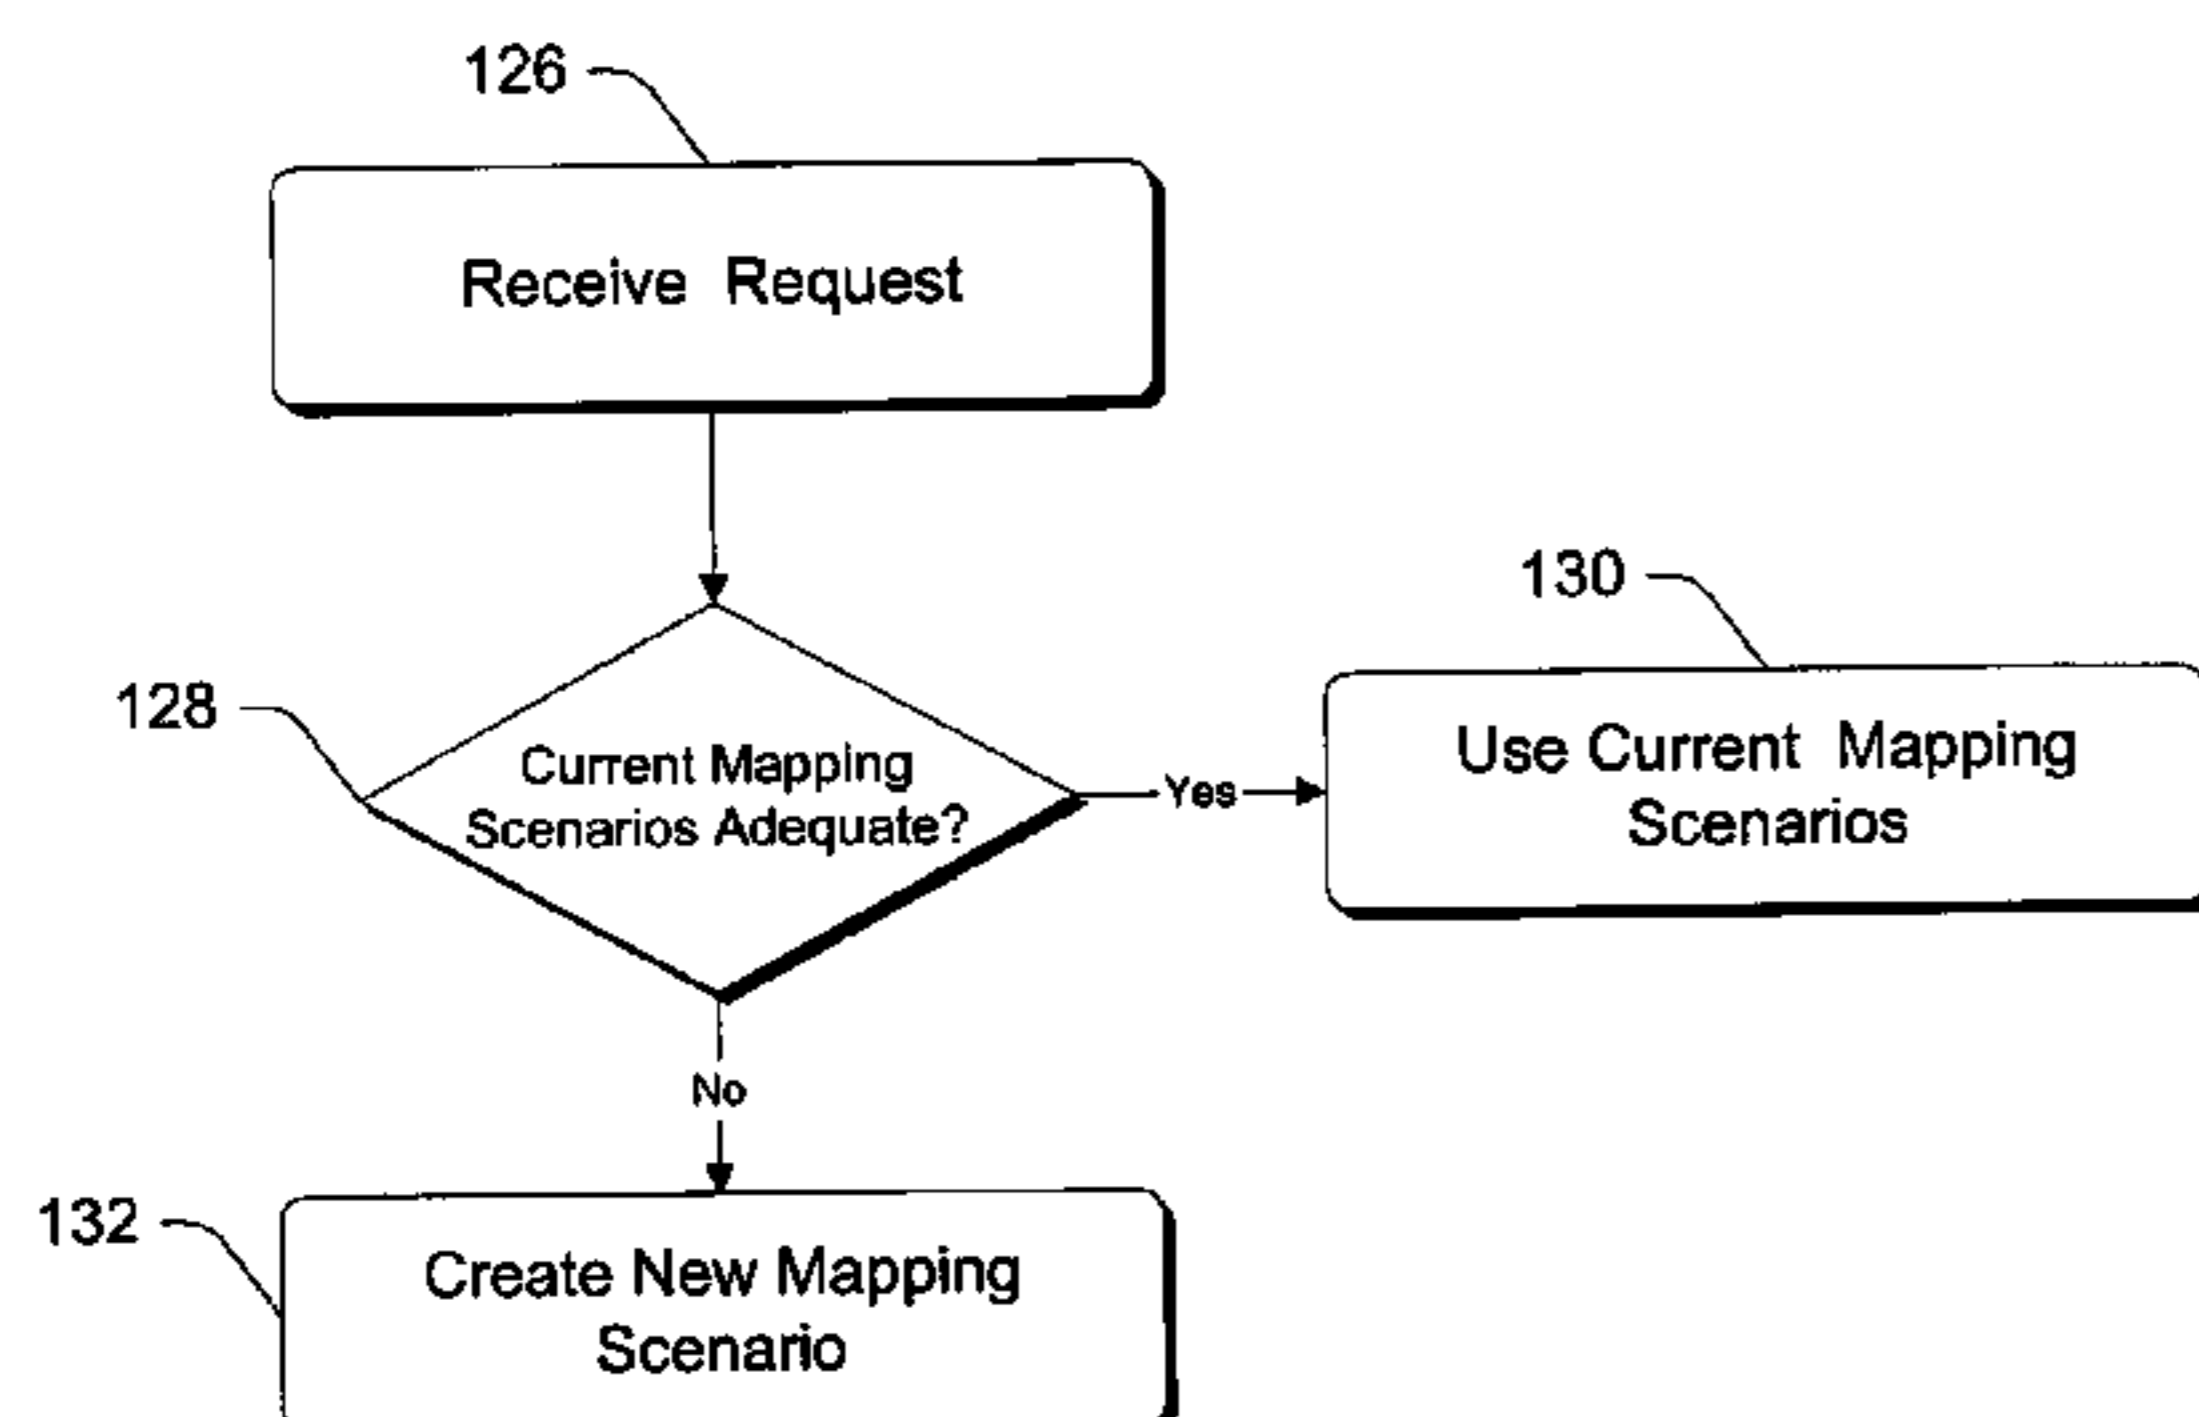 126
Receive Request
130
128
Current Mapping
Scenarios Adequate?
Yes
Use Current Mapping
Scenarios
No
132
Create New Mapping
Scenario